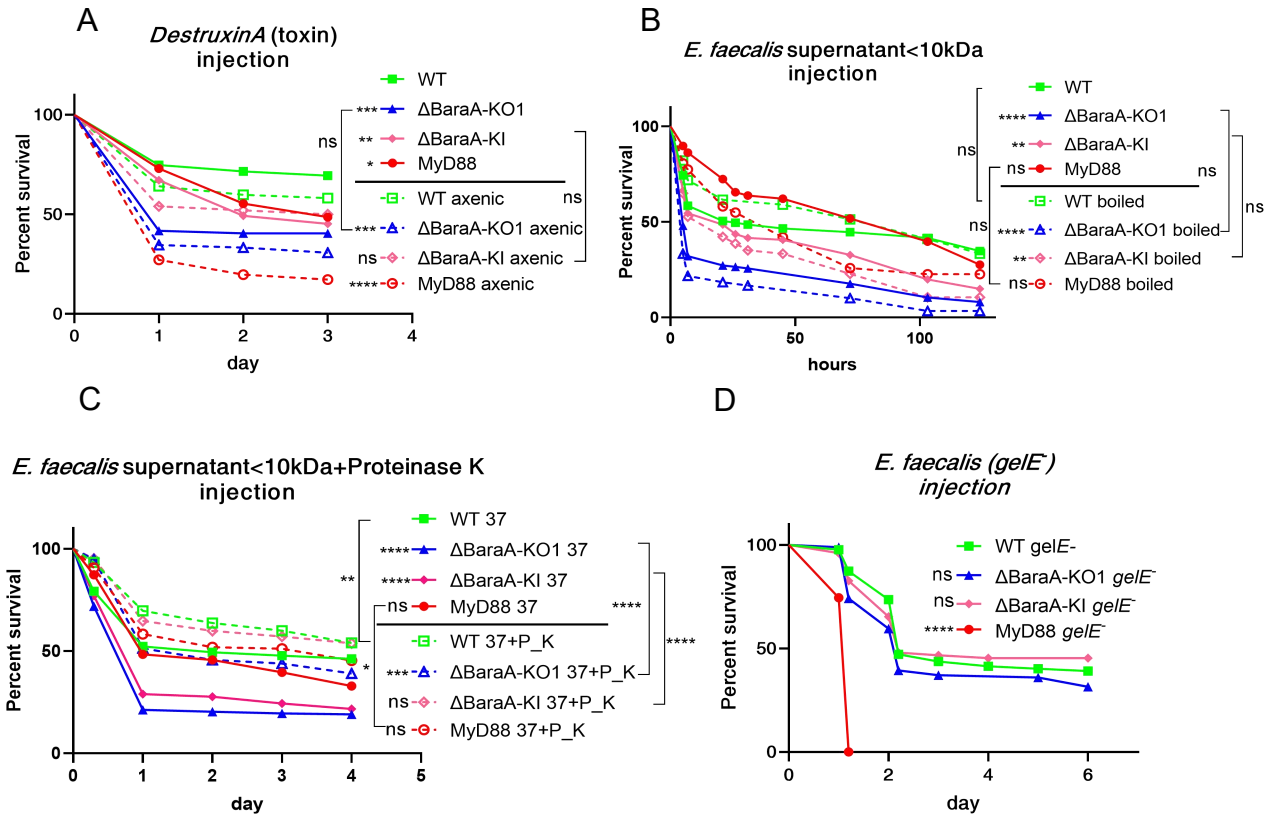 A
DestruxinA (toxin)
injection
WT
*** ΔBaraA-KO1
** ΔBaraA-KI
* MyD88
ns
WT axenic
*** ΔBaraA-KO1 axenic
ns ΔBaraA-KI axenic
**** MyD88 axenic
ns
Percent survival
100
50
0
0 1 2 3 4
day
B
E. faecalis supernatant<10kDa
injection
WT
**** ΔBaraA-KO1
** ΔBaraA-KI
ns MyD88
ns
ns
WT boiled
**** ΔBaraA-KO1 boiled
** ΔBaraA-KI boiled
ns MyD88 boiled
ns
ns
Percent survival
100
50
0
0 50 100
hours
C
E. faecalis supernatant<10kDa+Proteinase K
injection
WT 37
**** ΔBaraA-KO1 37
**** ΔBaraA-KI 37
ns MyD88 37
**
WT 37+P_K
*** ΔBaraA-KO1 37+P_K
ns ΔBaraA-KI 37+P_K
ns MyD88 37+P_K
*
****
****
Percent survival
100
50
0
0 1 2 3 4 5
day
D
E. faecalis (gelE-)
injection
WT gelE-
ns ΔBaraA-KO1 gelE-
ns ΔBaraA-KI gelE-
**** MyD88 gelE-
Percent survival
100
50
0
0 2 4 6
day